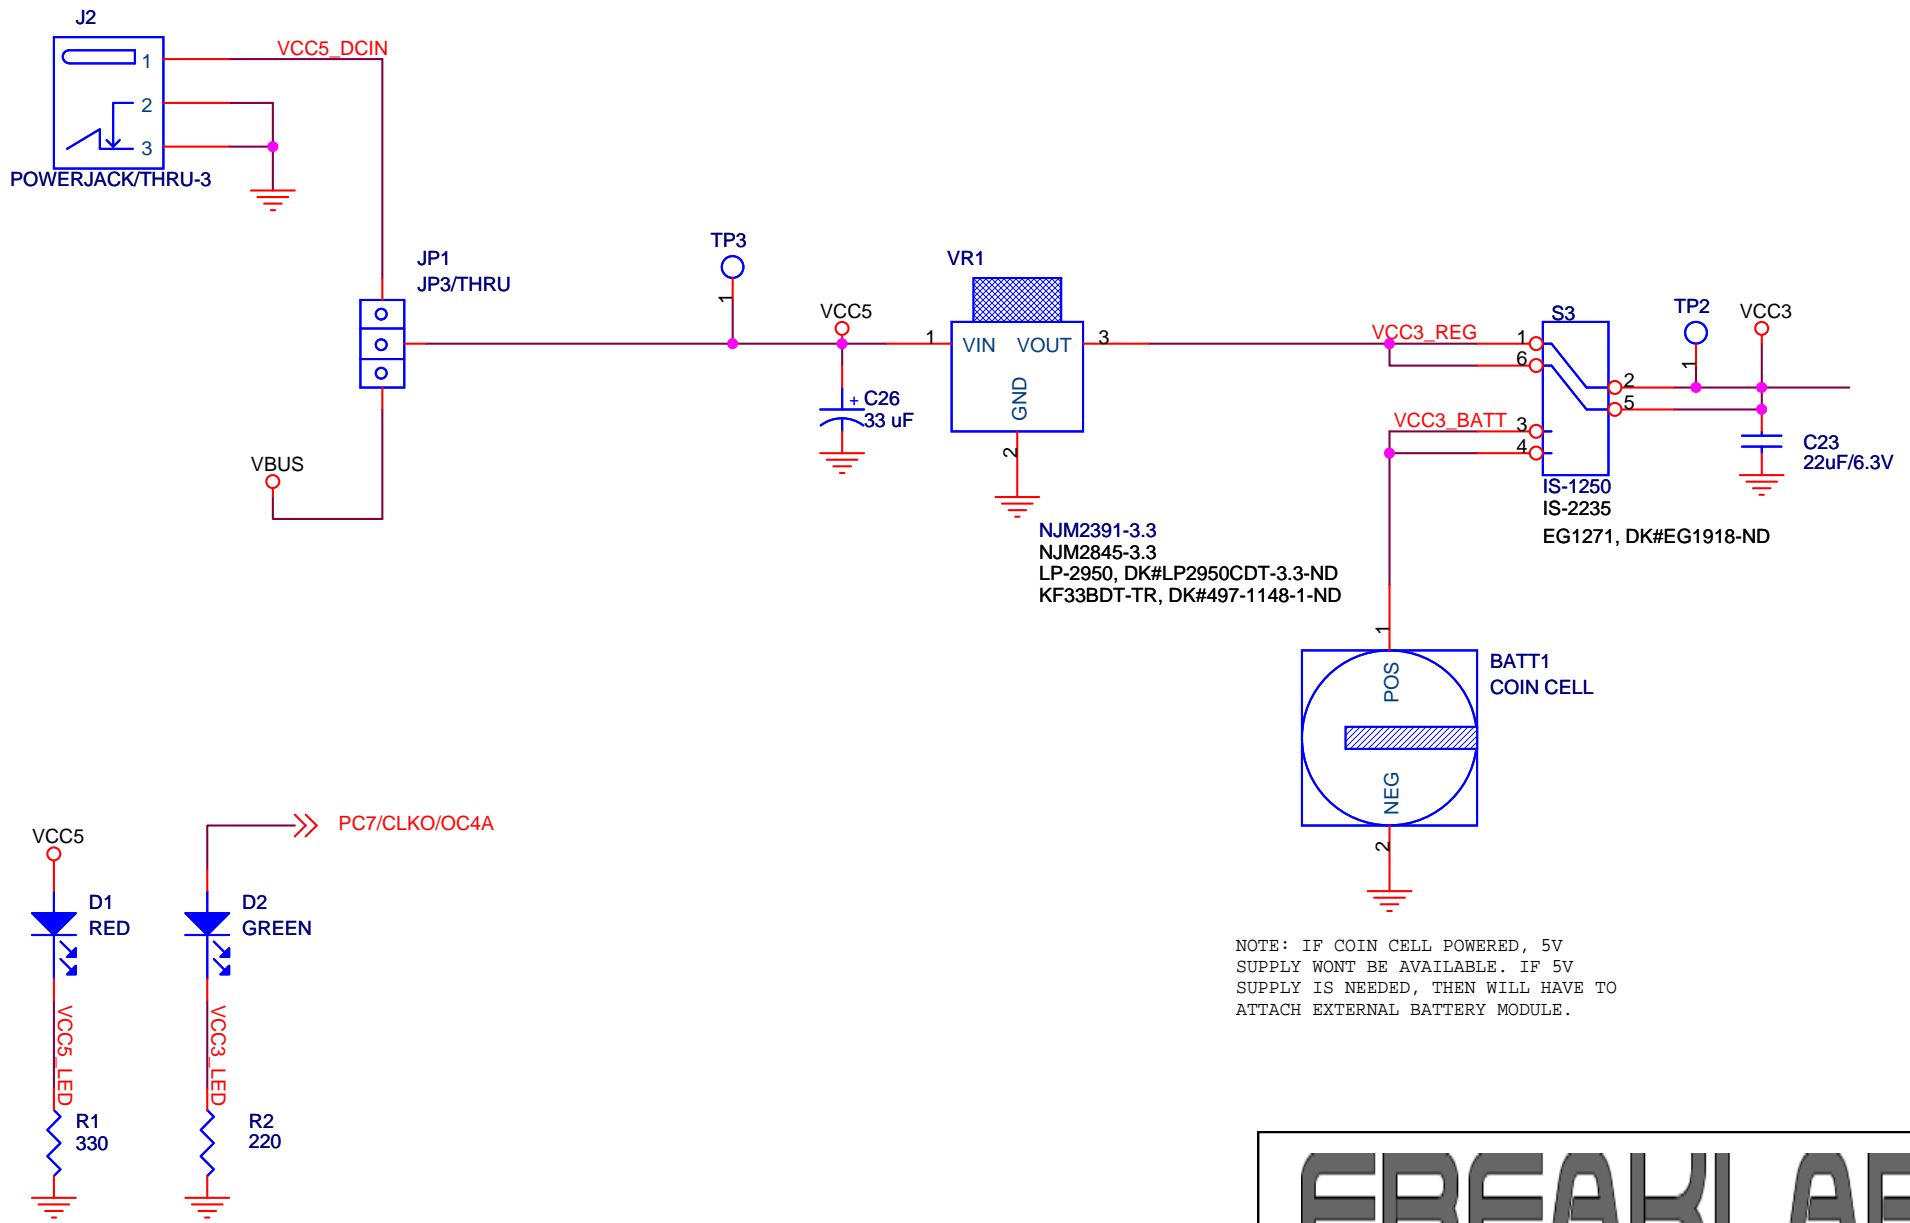 J2
VCC5_DCIN
1
2
3
POWERJACK/THRU-3
JP1
JP3/THRU
TP3
1
VCC5
+ C26
33 uF
VBUS
VR1
1
VIN VOUT
3
GND
2
NJM2391-3.3
NJM2845-3.3
LP-2950, DK#LP2950CDT-3.3-ND
KF33BDT-TR, DK#497-1148-1-ND
VCC3_REG
VCC3_BATT
S3
1
6
3
4
2
5
IS-1250
IS-2235
EG1271, DK#EG1918-ND
TP2
1
VCC3
C23
22uF/6.3V
1
POS
NEG
2
BATT1
COIN CELL
NOTE: IF COIN CELL POWERED, 5V
SUPPLY WONT BE AVAILABLE. IF 5V
SUPPLY IS NEEDED, THEN WILL HAVE TO
ATTACH EXTERNAL BATTERY MODULE.
VCC5
D1
RED
VCC5_LED
R1
330
PC7/CLKO/OC4A
D2
GREEN
VCC3_LED
R2
220